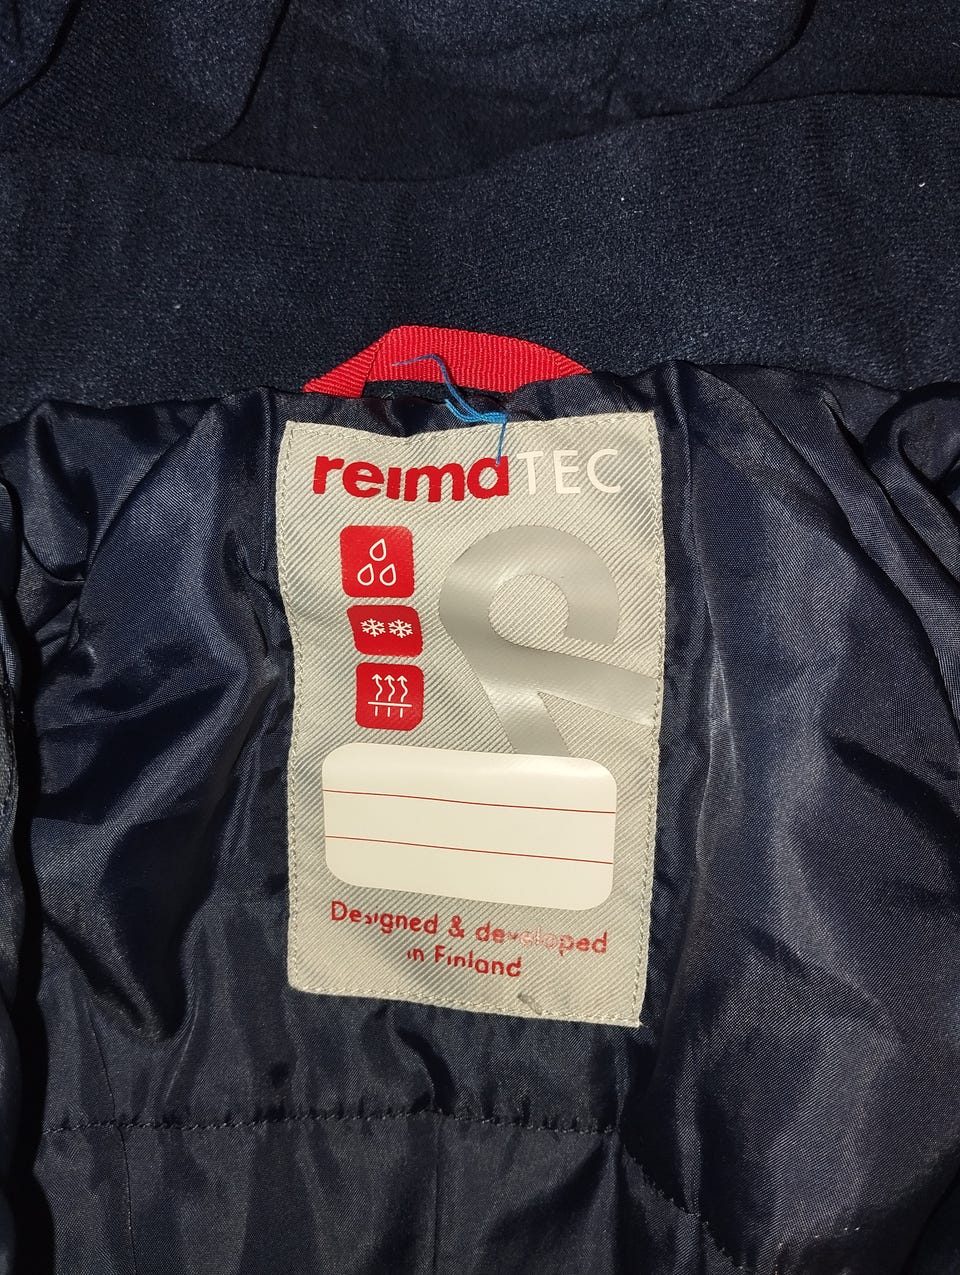 reimaTEC
Designed & developed
in Finland